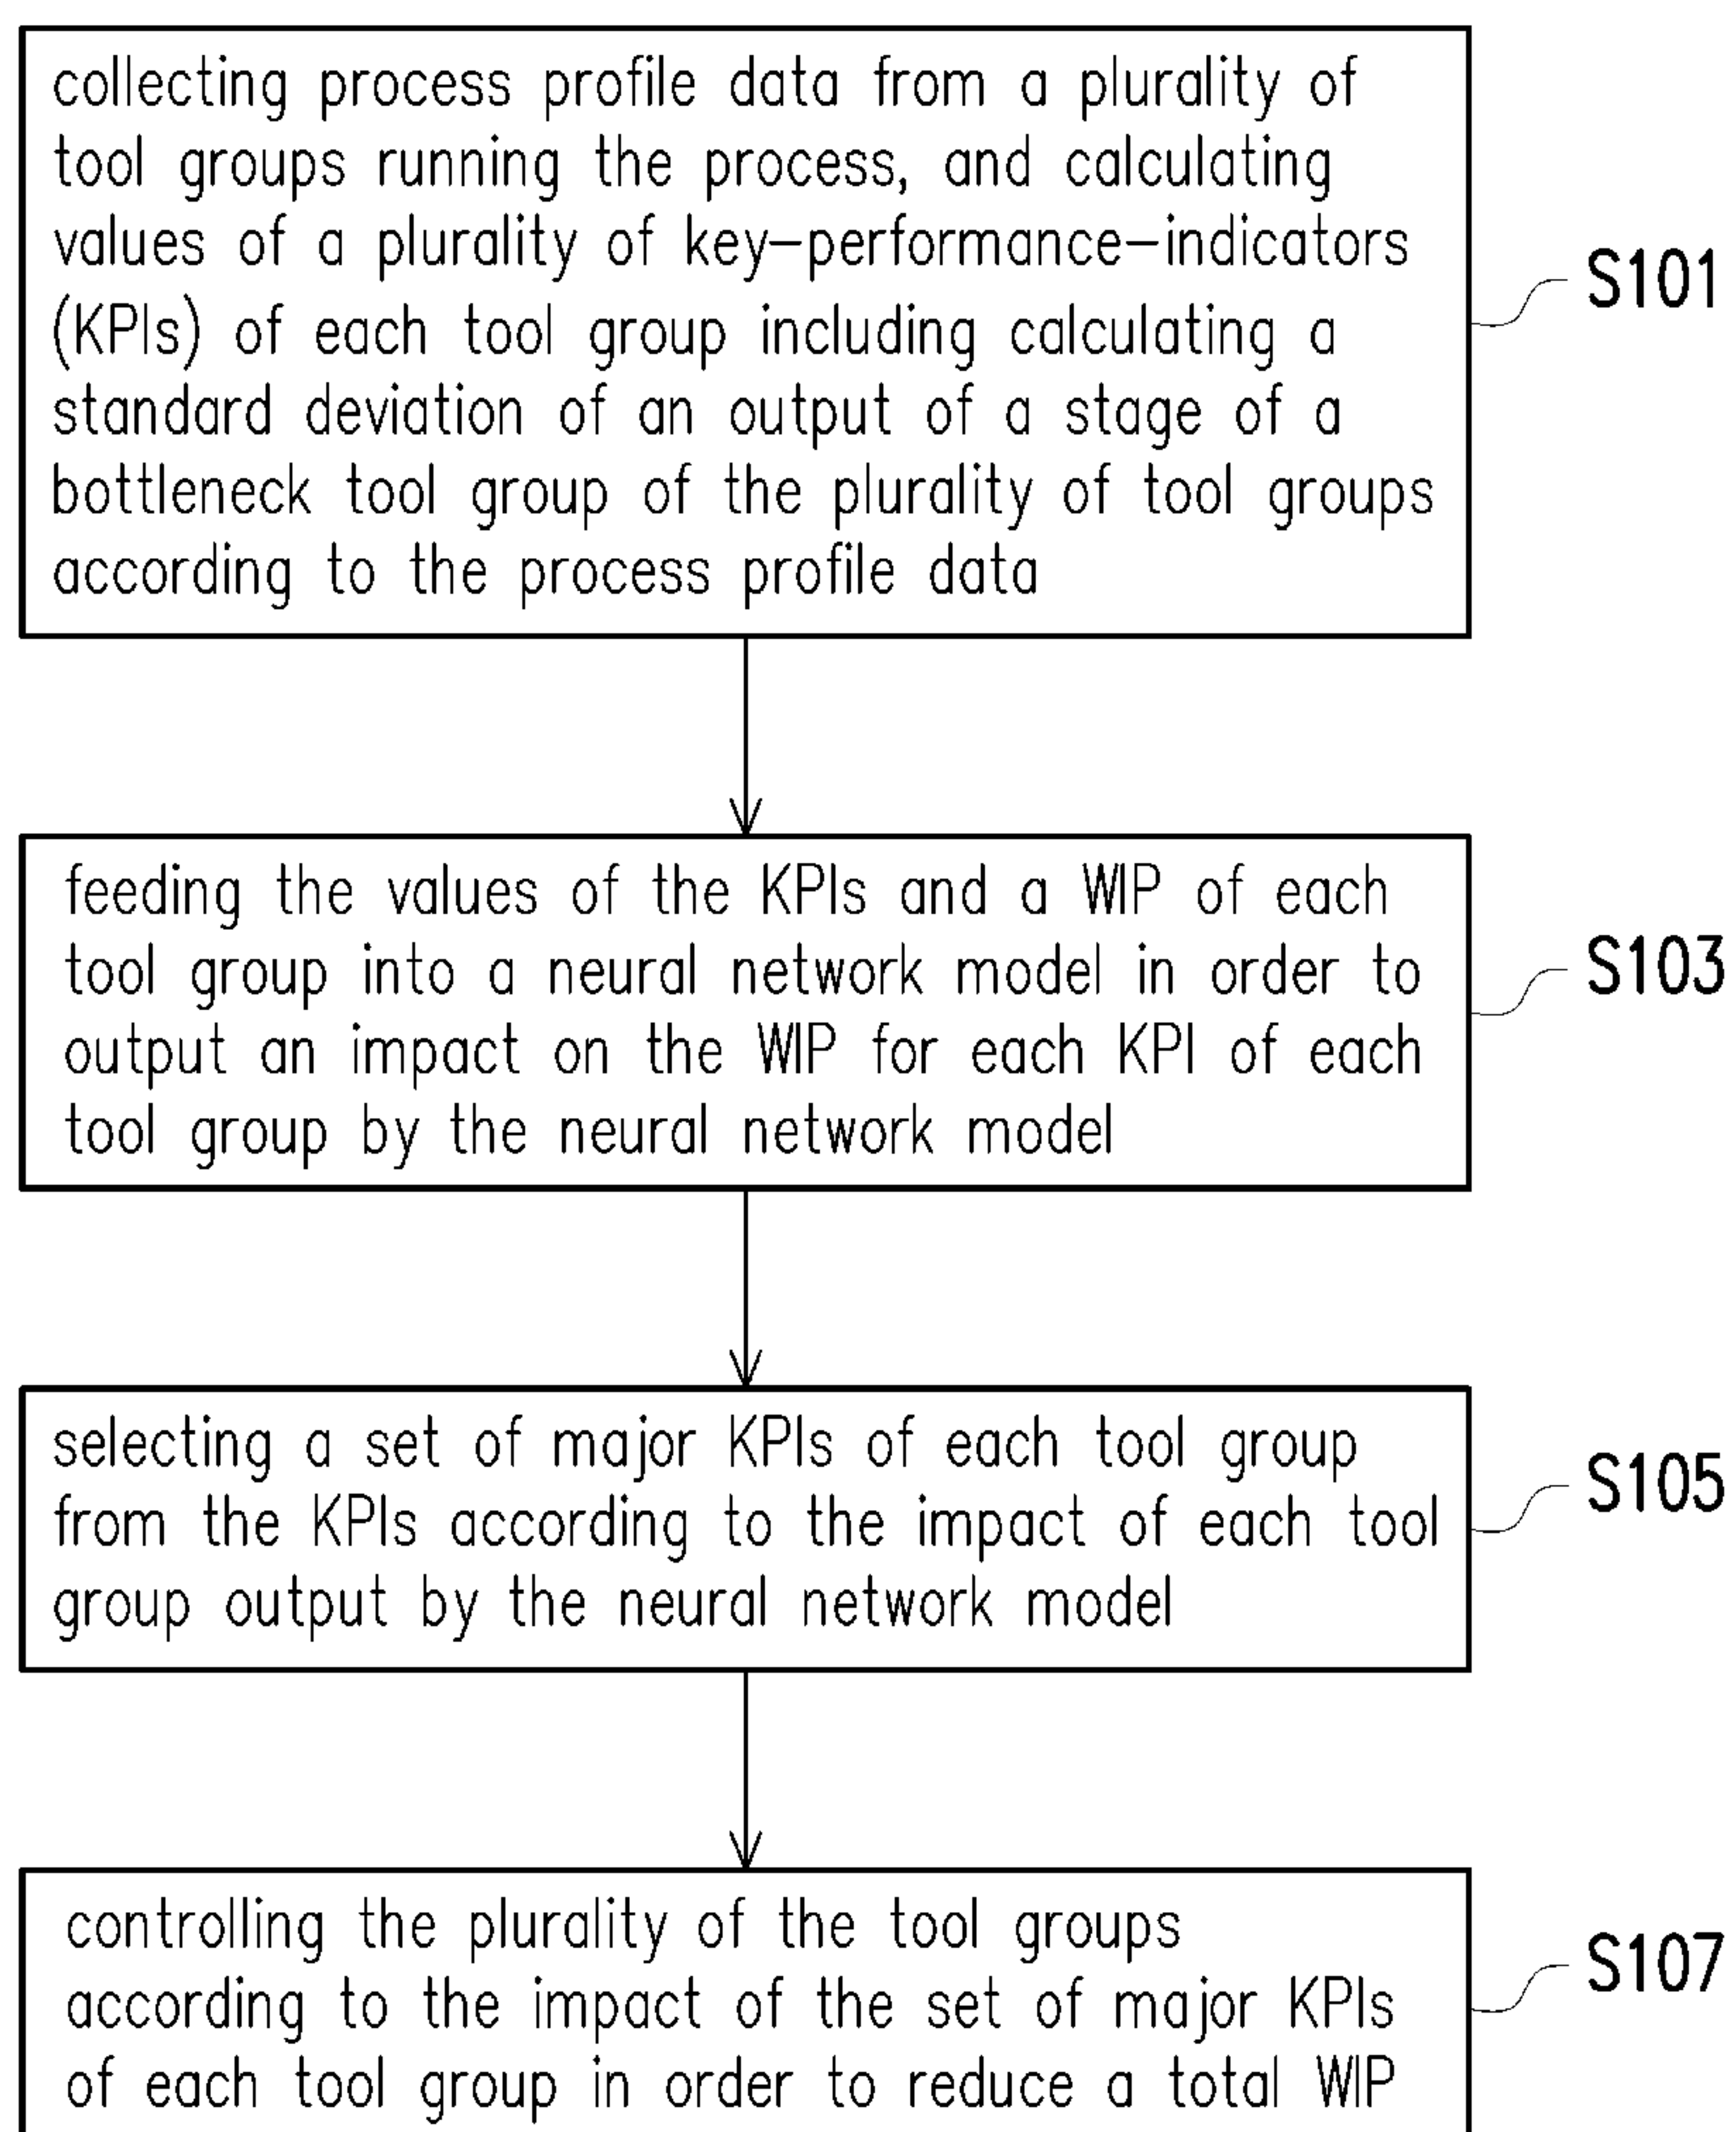 collecting process profile data from a plurality of
tool groups running the process, and calculating
values of a plurality of key-performance-indicators
(KPIs) of each tool group including calculating a
standard deviation of an output of a stage of a
bottleneck tool group of the plurality of tool groups
according to the process profile data
S101
feeding the values of the KPIs and a WIP of each
tool group into a neural network model in order to
output an impact on the WIP for each KPI of each
tool group by the neural network model
S103
selecting a set of major KPIs of each tool group
from the KPIs according to the impact of each tool
group output by the neural network model
S105
controlling the plurality of the tool groups
according to the impact of the set of major KPIs
of each tool group in order to reduce a total WIP
S107